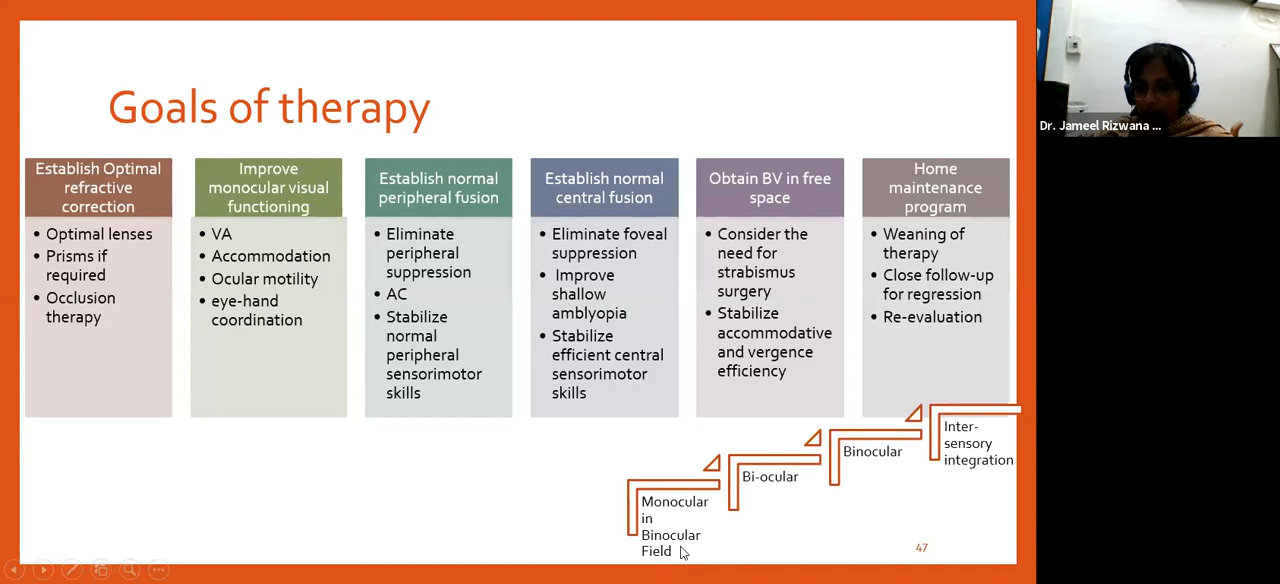 Goals of therapy
Establish Optimal
refractive
correction
• Optimal lenses
• Prisms if
required
• Occlusion
therapy
Improve
monocular visual
functioning
• VA
• Accommodation
• Ocular motility
• eye-hand
coordination
Establish normal
peripheral fusion
• Eliminate
peripheral
suppression
• AC
• Stabilize
normal
peripheral
sensorimotor
skills
Establish normal
central fusion
• Eliminate foveal
suppression
• Improve
shallow
amblyopia
• Stabilize
efficient central
sensorimotor
skills
Obtain BV in free
space
• Consider the
need for
strabismus
surgery
• Stabilize
accommodative
and vergence
efficiency
Home
maintenance
program
• Weaning of
therapy
• Close follow-up
for regression
• Re-evaluation
Monocular
in
Binocular
Field
Bi-ocular
Binocular
Inter-
sensory
integration
47
Dr. Jameel Rizwana ...